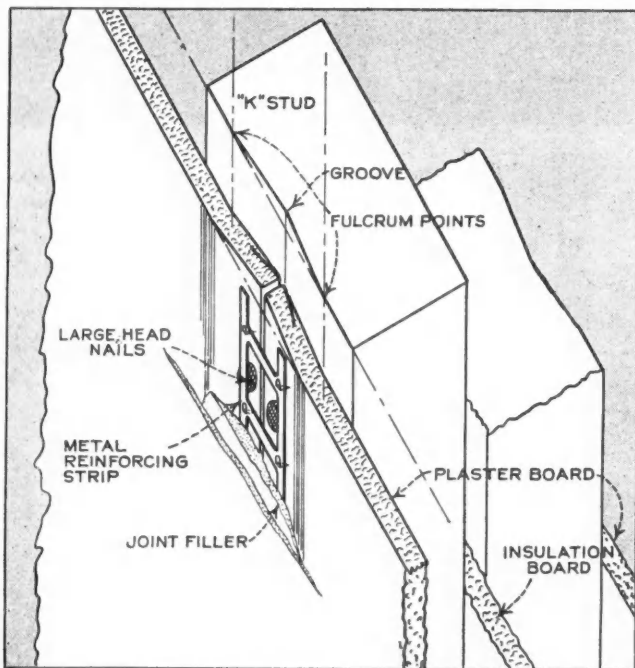 "K" STUD
GROOVE
FULCRUM POINTS
LARGE HEAD
NAILS
METAL
REINFORCING
STRIP
JOINT FILLER
PLASTER BOARD
INSULATION
BOARD